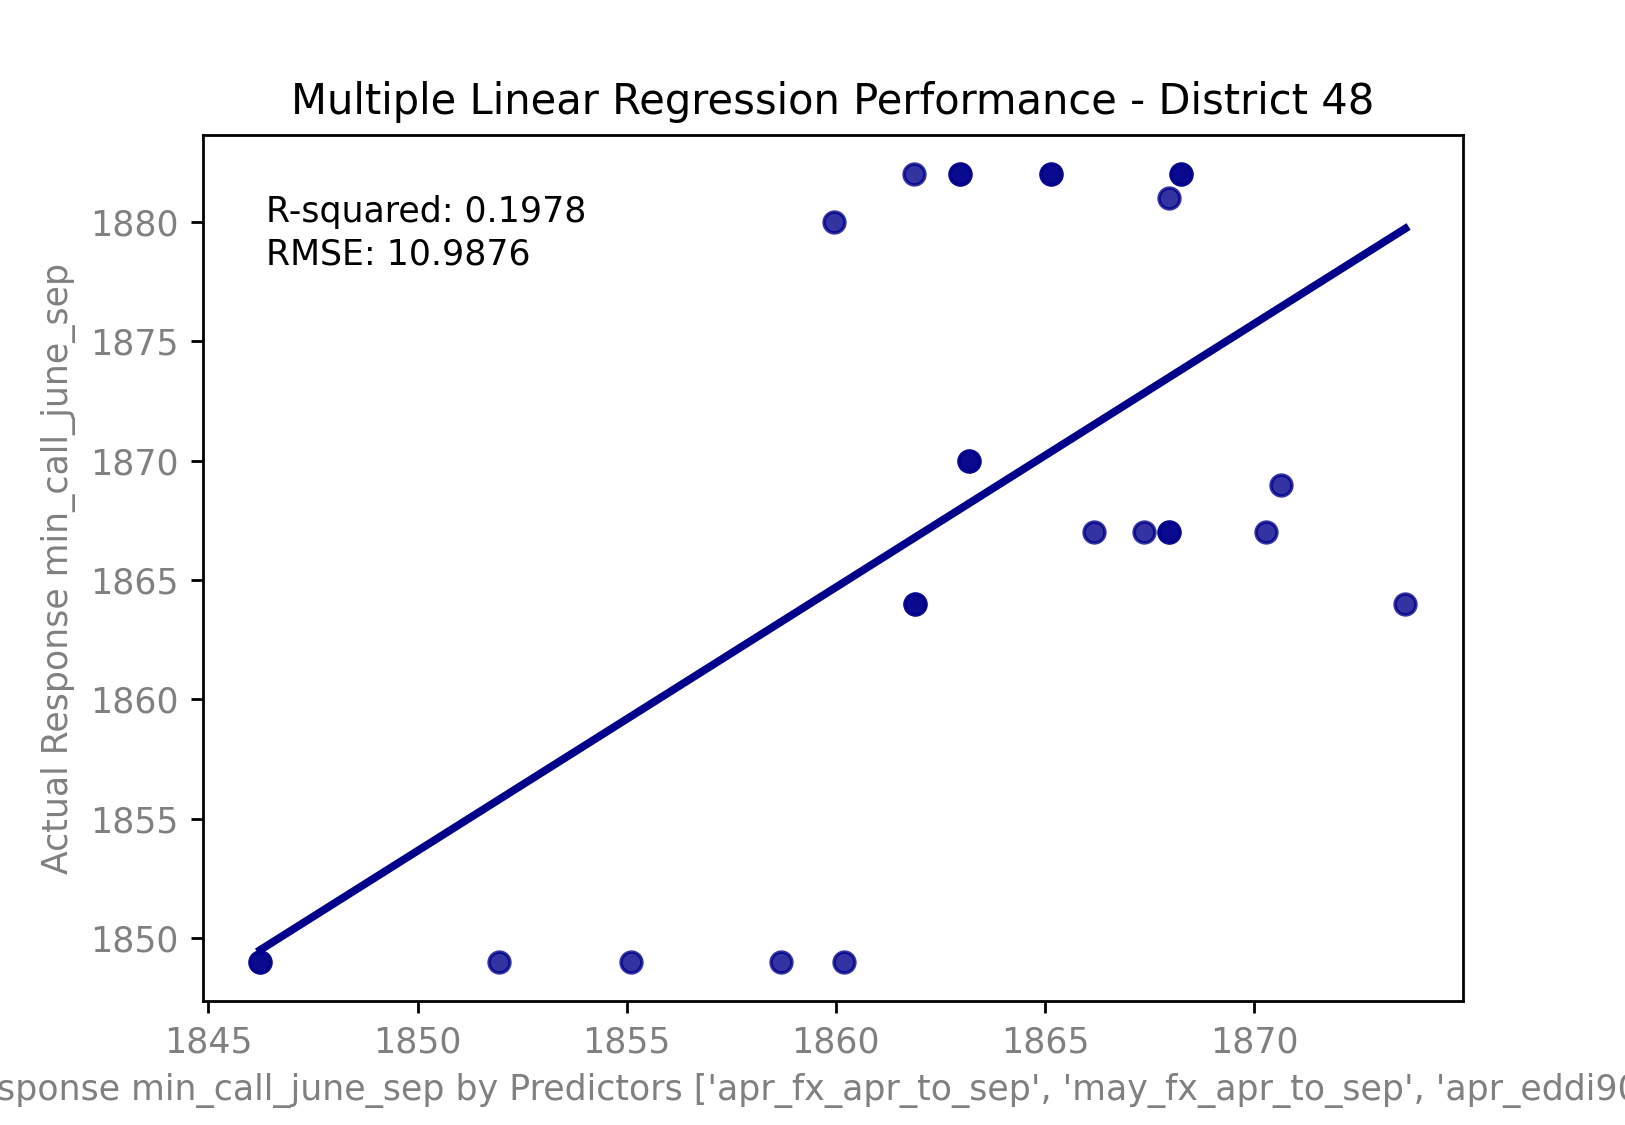 Multiple Linear Regression Performance - District 48
R-squared: 0.1978
RMSE: 10.9876
Actual Response min_call_june_sep
1880
1875
1870
1865
1860
1855
1850
1845 1850 1855 1860 1865 1870
sponse min_call_june_sep by Predictors ['apr_fx_apr_to_sep', 'may_fx_apr_to_sep', 'apr_eddi90